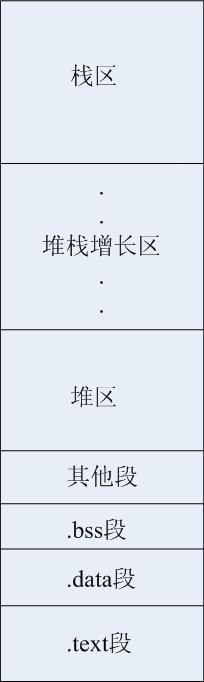 栈区
.
.
堆栈增长区
.
.
堆区
其他段
.bss段
.data段
.text段